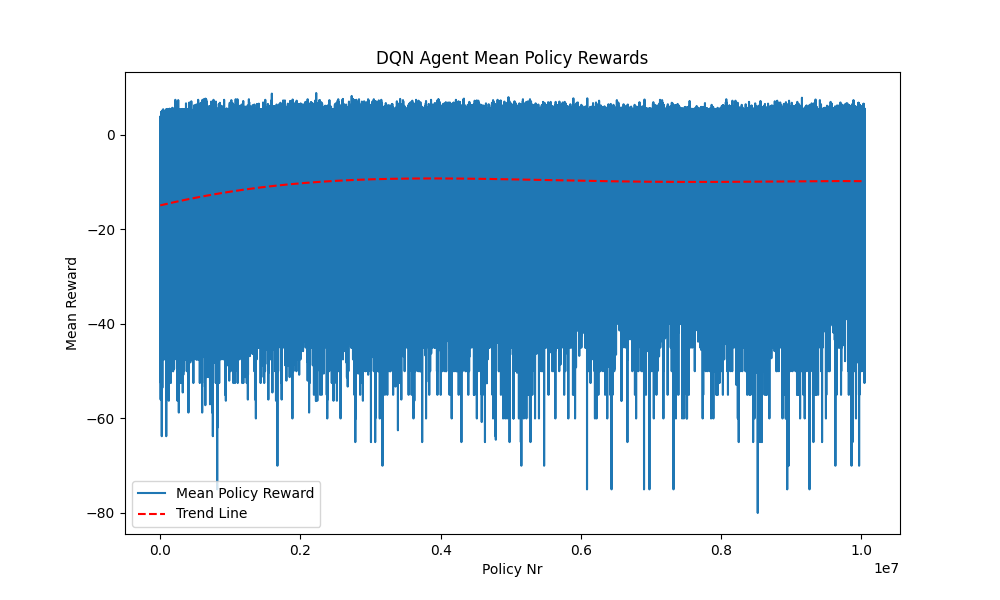 DQN Agent Mean Policy Rewards
Mean Reward
0
−20
−40
−60
−80
Mean Policy Reward
Trend Line
0.0 0.2 0.4 0.6 0.8 1.0
1e7
Policy Nr